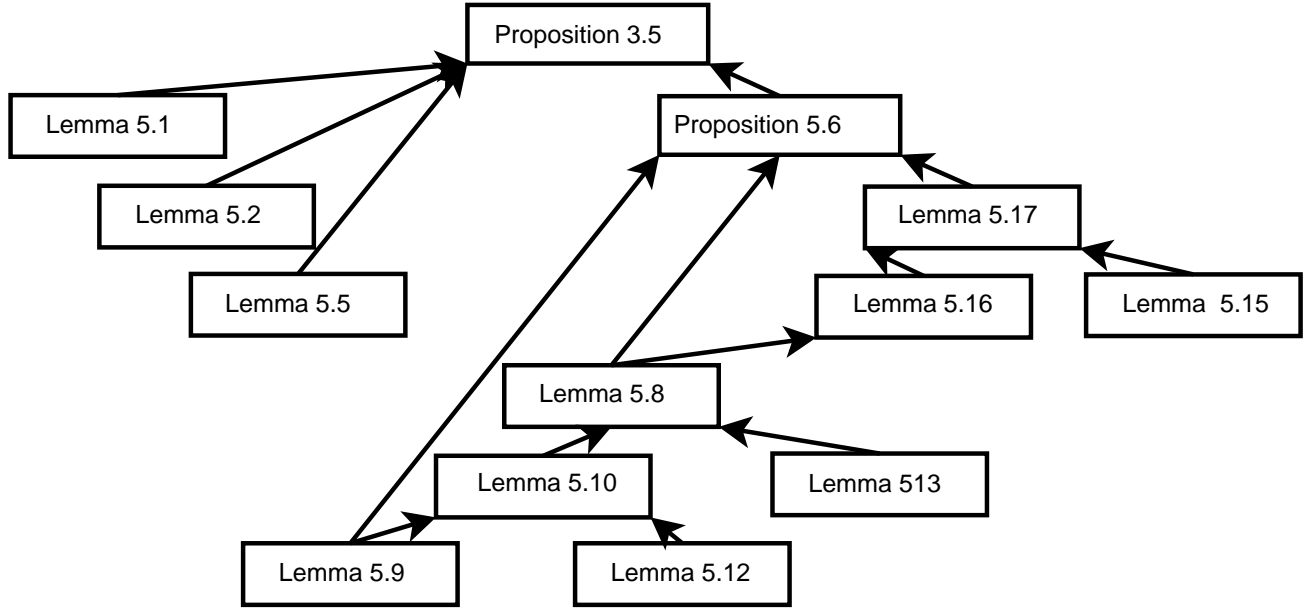 Proposition 3.5
Lemma 5.1
Proposition 5.6
Lemma 5.2
Lemma 5.17
Lemma 5.5
Lemma 5.16
Lemma 5.15
Lemma 5.8
Lemma 5.10
Lemma 513
Lemma 5.9
Lemma 5.12